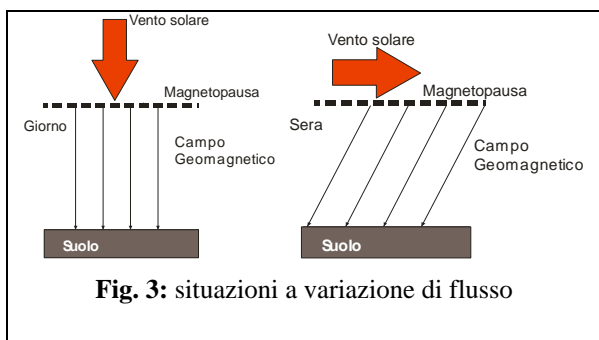 Vento solare
Magnetopausa
Giorno
Campo
Geomagnetico
Suolo
Vento solare
Magnetopausa
Sera
Campo
Geomagnetico
Suolo
Fig. 3: situazioni a variazione di flusso